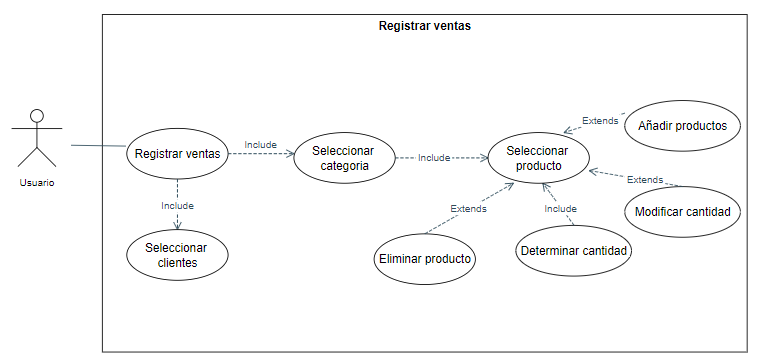 Registrar ventas
Usuario
Registrar ventas
Include
Seleccionar
categoria
Include
Seleccionar
producto
Extends
Añadir productos
Extends
Modificar cantidad
Include
Seleccionar
clientes
Extends
Eliminar producto
Include
Determinar cantidad